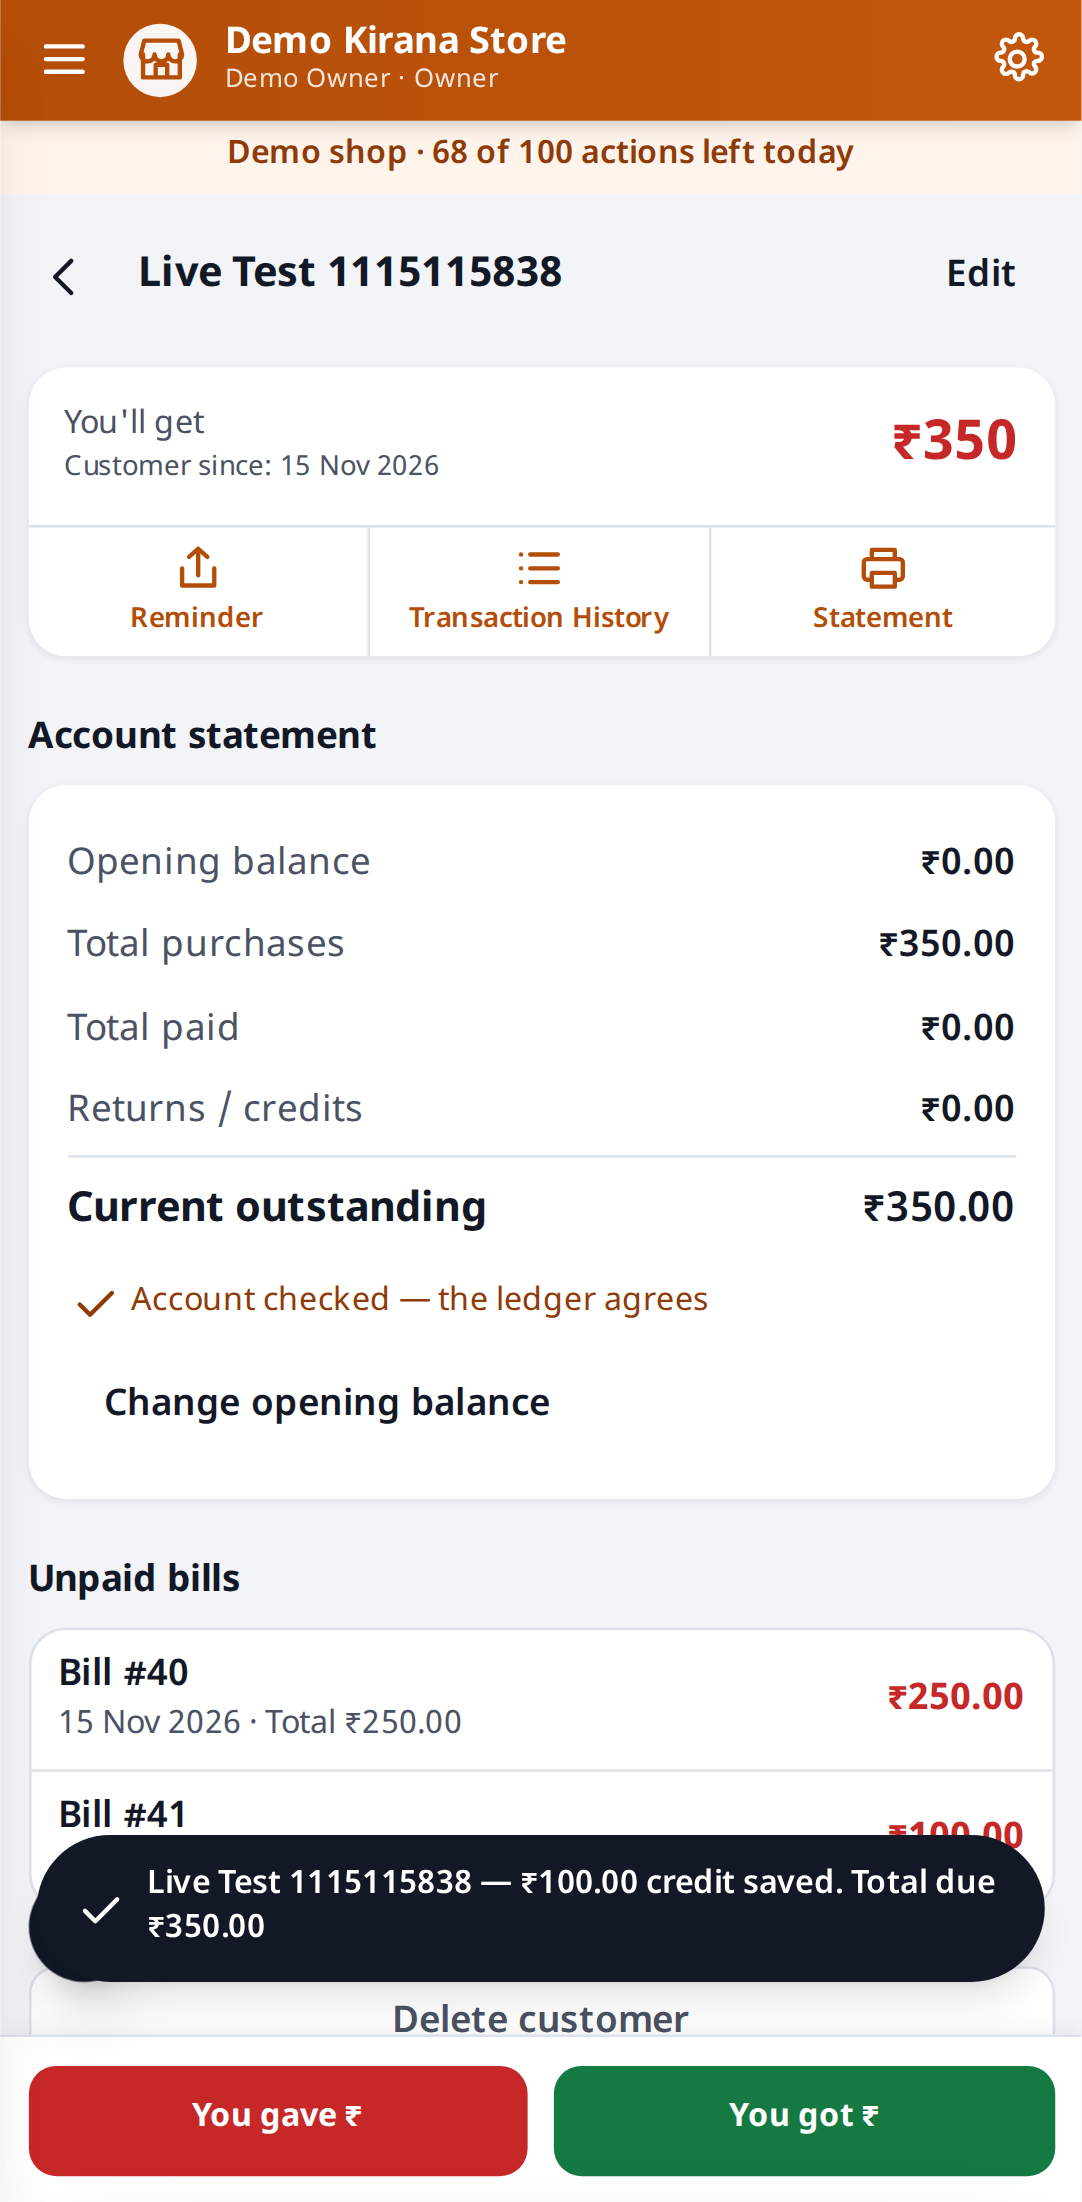 Demo Kirana Store
Demo Owner · Owner
Demo shop · 68 of 100 actions left today
Live Test 1115115838
Edit
You'll get
Customer since: 15 Nov 2026
₹350
Reminder
Transaction History
Statement
Account statement
Opening balance ₹0.00
Total purchases ₹350.00
Total paid ₹0.00
Returns / credits ₹0.00
Current outstanding ₹350.00
Account checked — the ledger agrees
Change opening balance
Unpaid bills
Bill #40
15 Nov 2026 · Total ₹250.00
₹250.00
Bill #41
₹100.00
Live Test 1115115838 — ₹100.00 credit saved. Total due
₹350.00
Delete customer
You gave ₹
You got ₹